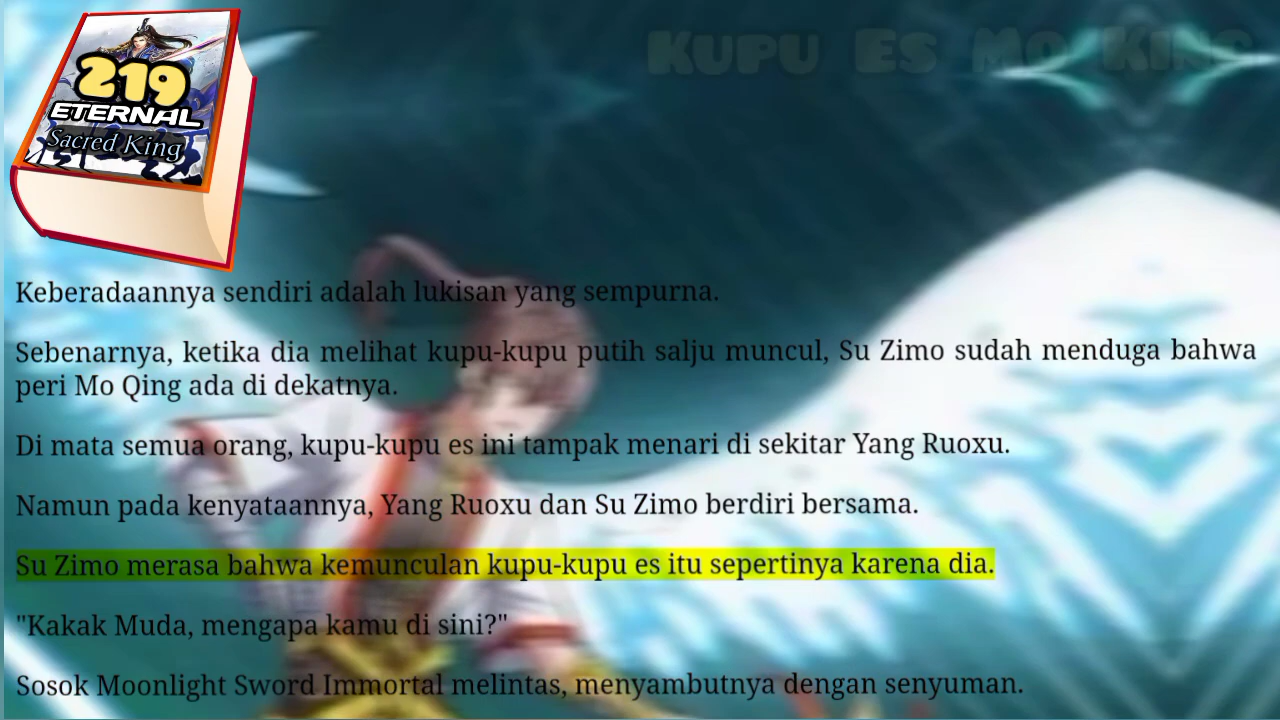 219
ETERNAL
Sacred King
Kupu Es Mo King
Keberadaannya sendiri adalah lukisan yang sempurna.
Sebenarnya, ketika dia melihat kupu-kupu putih salju muncul, Su Zimo sudah menduga bahwa
peri Mo Qing ada di dekatnya.
Di mata semua orang, kupu-kupu es ini tampak menari di sekitar Yang Ruoxu.
Namun pada kenyataannya, Yang Ruoxu dan Su Zimo berdiri bersama.
Su Zimo merasa bahwa kemunculan kupu-kupu es itu sepertinya karena dia.
"Kakak Muda, mengapa kamu di sini?"
Sosok Moonlight Sword Immortal melintas, menyambutnya dengan senyuman.